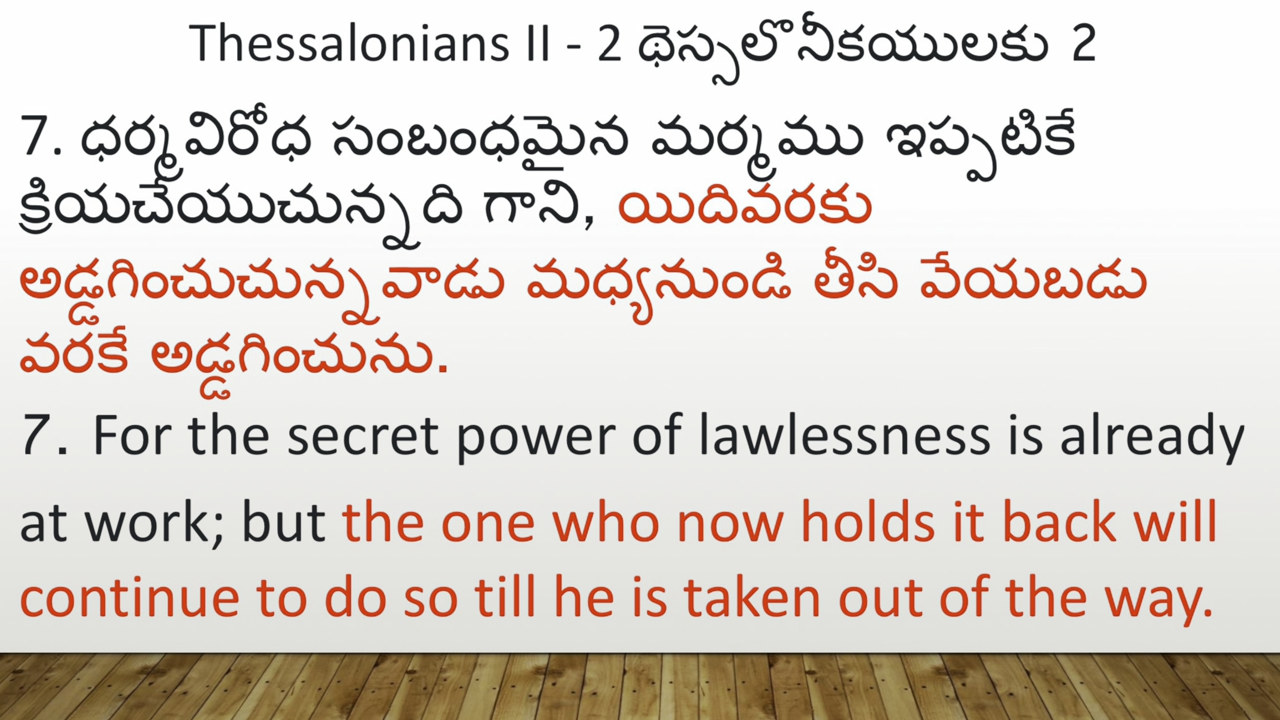 Thessalonians II - 2 థెస్సలొనీకయులకు 2
7. ధర్మవిరోధ సంబంధమైన మర్మము ఇప్పటికే
క్రియచేయుచున్నది గాని, యిదివరకు
అడ్డగించుచున్నవాడు మధ్యనుండి తీసి వేయబడు
వరకే అడ్డగించును.
7. For the secret power of lawlessness is already
at work; but the one who now holds it back will
continue to do so till he is taken out of the way.